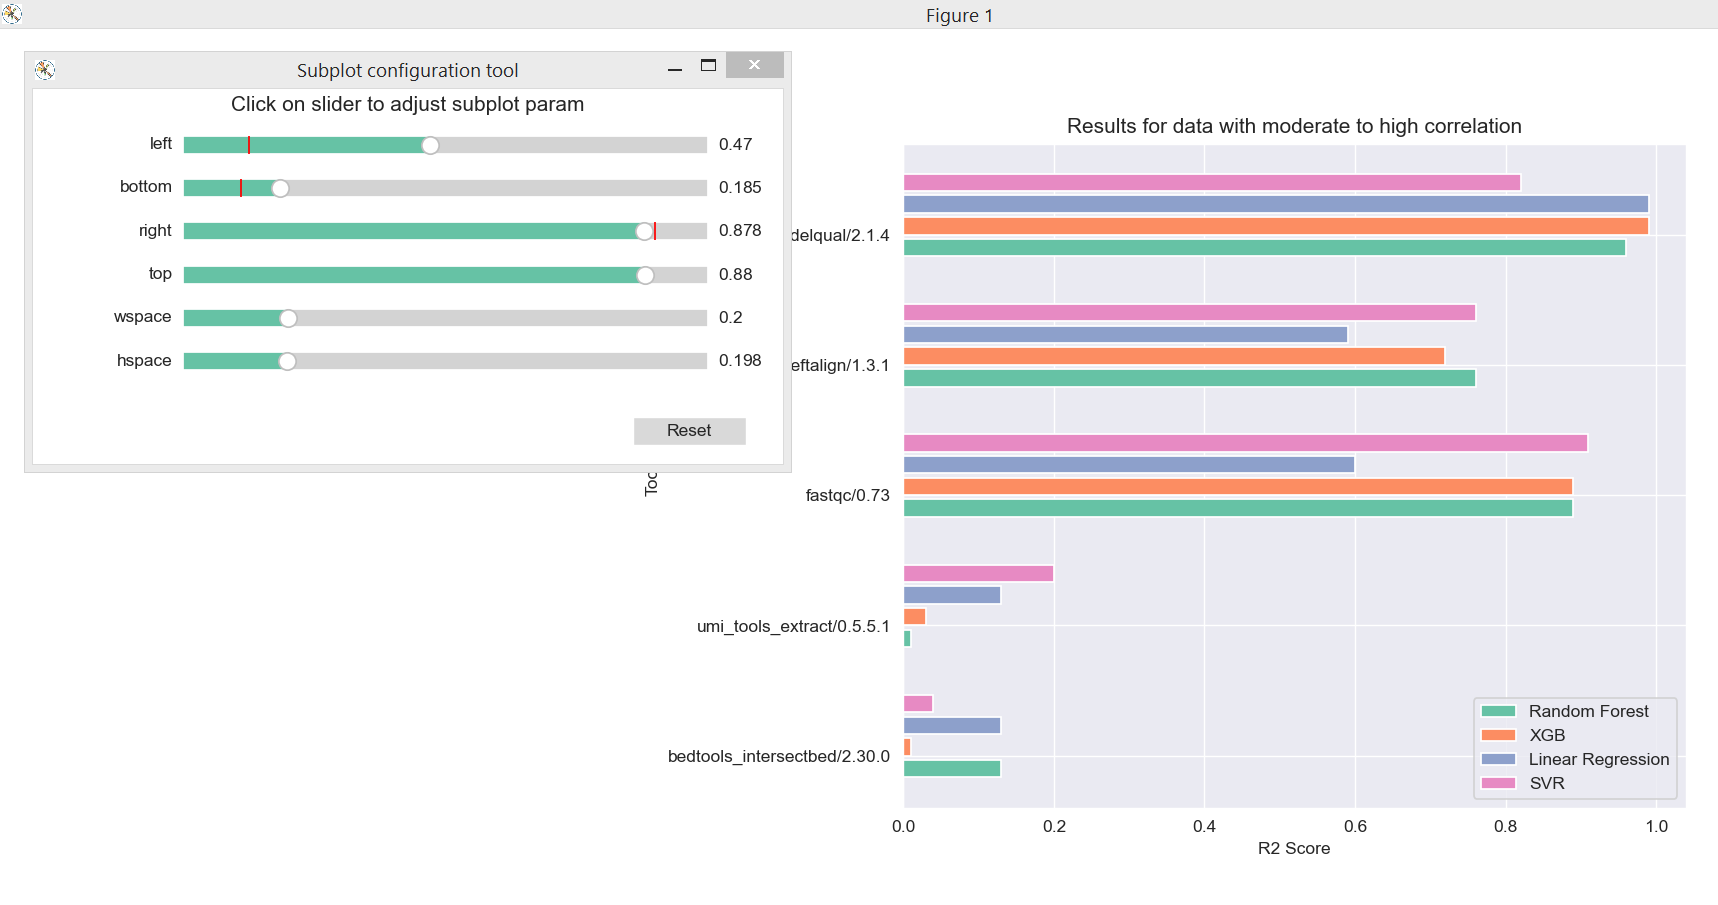 Figure 1
Subplot configuration tool
Click on slider to adjust subplot param
left 0.47
bottom 0.185
right 0.878
top 0.88
wspace 0.2
hspace 0.198
Reset
Results for data with moderate to high correlation
delqual/2.1.4
eftalign/1.3.1
fastqc/0.73
umi_tools_extract/0.5.5.1
bedtools_intersectbed/2.30.0
Random Forest
XGB
Linear Regression
SVR
0.0 0.2 0.4 0.6 0.8 1.0
R2 Score